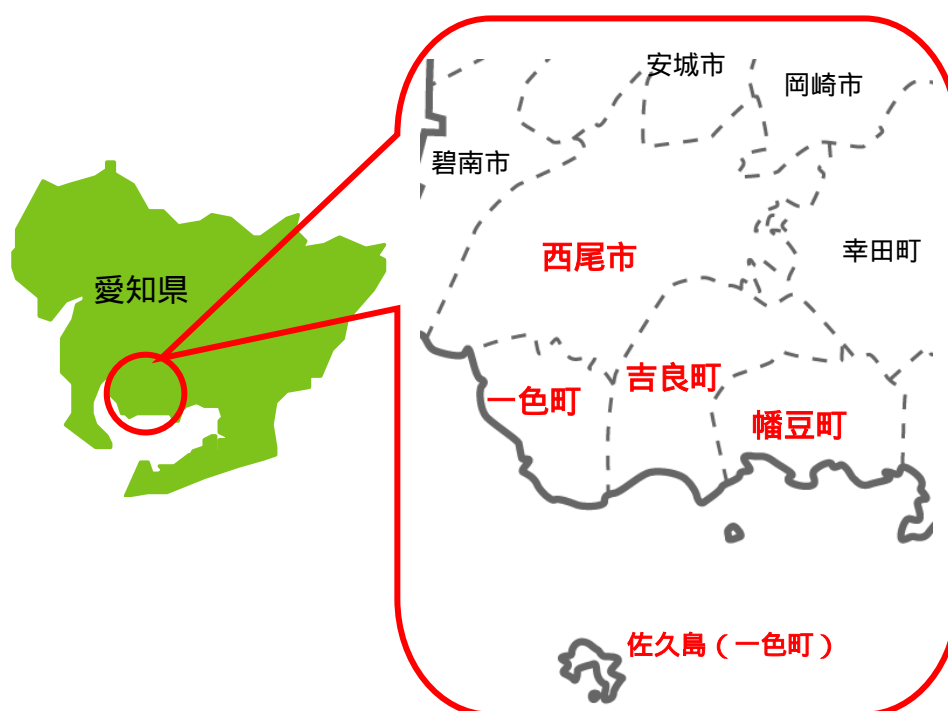 安城市
岡崎市
碧南市
西尾市
幸田町
愛知県
吉良町
一色町
幡豆町
佐久島（一色町）